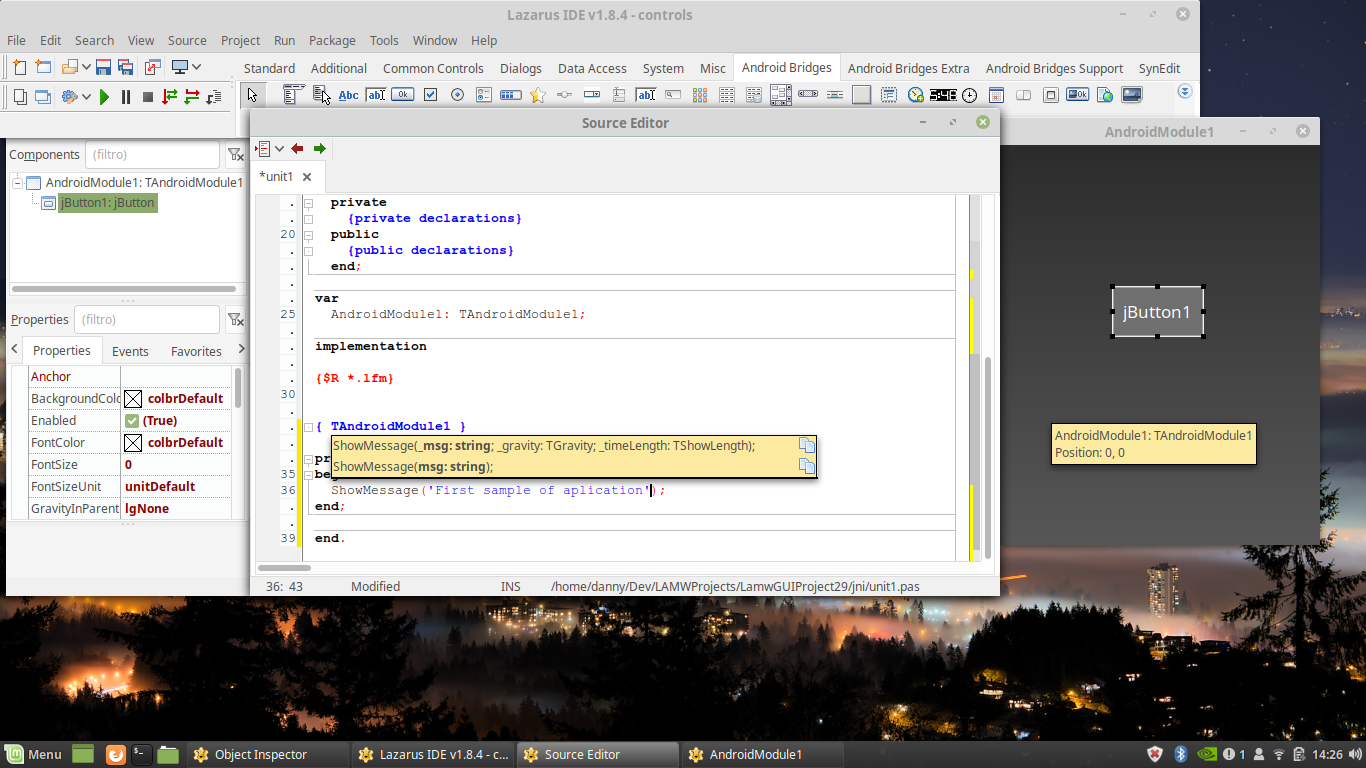 Lazarus IDE v1.8.4 - controls
File Edit Search View Source Project Run Package Tools Window Help
Standard Additional Common Controls Dialogs Data Access System Misc Android Bridges Android Bridges Extra Android Bridges Support SynEdit
Abc ab Ok
Source Editor
AndroidModule1
Components (filtro)
AndroidModule1: TAndroidModule1
jButton1: jButton
Properties (filtro)
Properties Events Favorites
Anchor
BackgroundColo colbrDefault
Enabled (True)
FontColor colbrDefault
FontSize 0
FontSizeUnit unitDefault
GravityInParent lgNone
*unit1
. private
. {private declarations}
20 public
. {public declarations}
. end;
.
. var
25 AndroidModule1: TAndroidModule1;
.
. implementation
.
. {$R *.lfm}
30
.
. { TAndroidModule1 }
ShowMessage(_msg: string; _gravity: TGravity; _timeLength: TShowLength);
. pr
ShowMessage(msg: string);
35 be
36 ShowMessage('First sample of aplication');
. end;
.
39 end.
36: 43 Modified INS /home/danny/Dev/LAMWProjects/LamwGUIProject29/jni/unit1.pas
jButton1
AndroidModule1: TAndroidModule1
Position: 0, 0
Menu Object Inspector Lazarus IDE v1.8.4 - c... Source Editor AndroidModule1 1 14:26